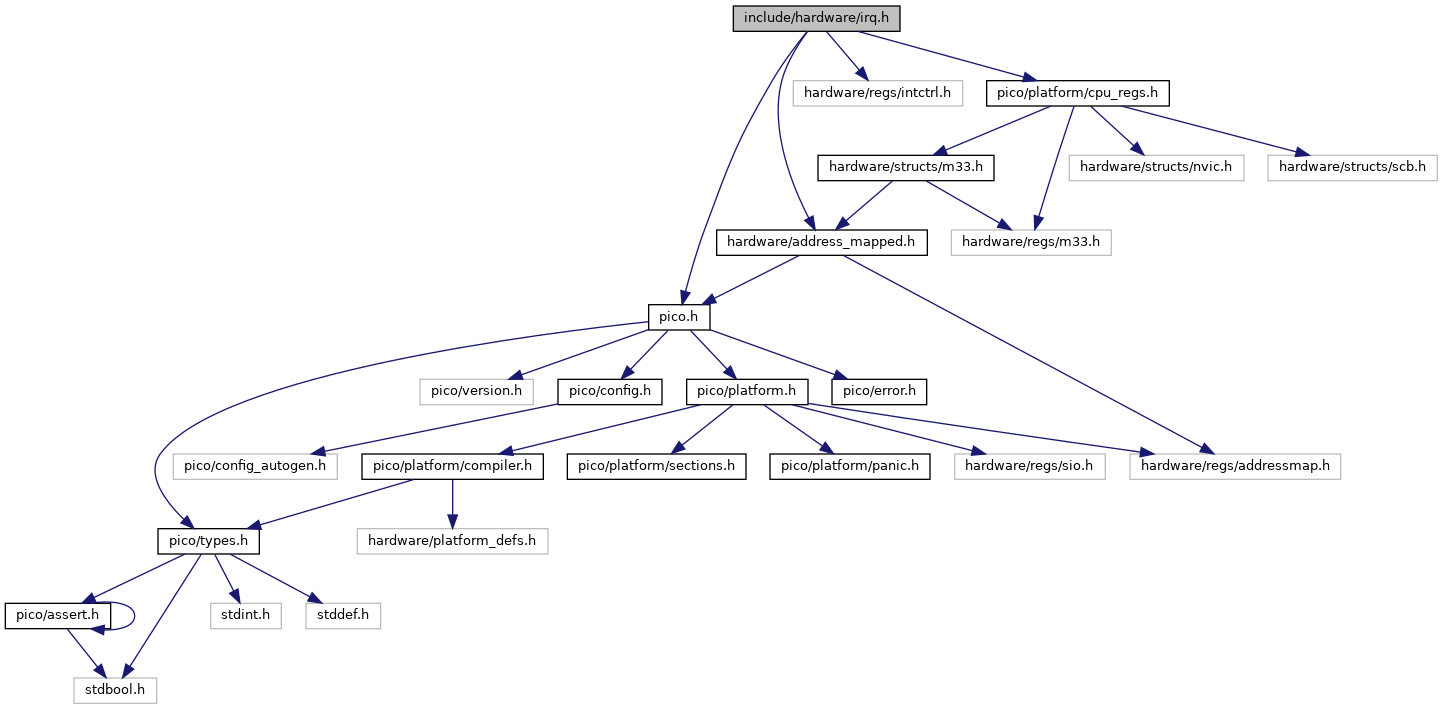 include/hardware/irq.h
hardware/regs/intctrl.h
pico/platform/cpu_regs.h
hardware/structs/m33.h
hardware/structs/nvic.h
hardware/structs/scb.h
hardware/address_mapped.h
hardware/regs/m33.h
pico.h
pico/version.h
pico/config.h
pico/platform.h
pico/error.h
pico/config_autogen.h
pico/platform/compiler.h
pico/platform/sections.h
pico/platform/panic.h
hardware/regs/sio.h
hardware/regs/addressmap.h
pico/types.h
hardware/platform_defs.h
pico/assert.h
stdint.h
stddef.h
stdbool.h